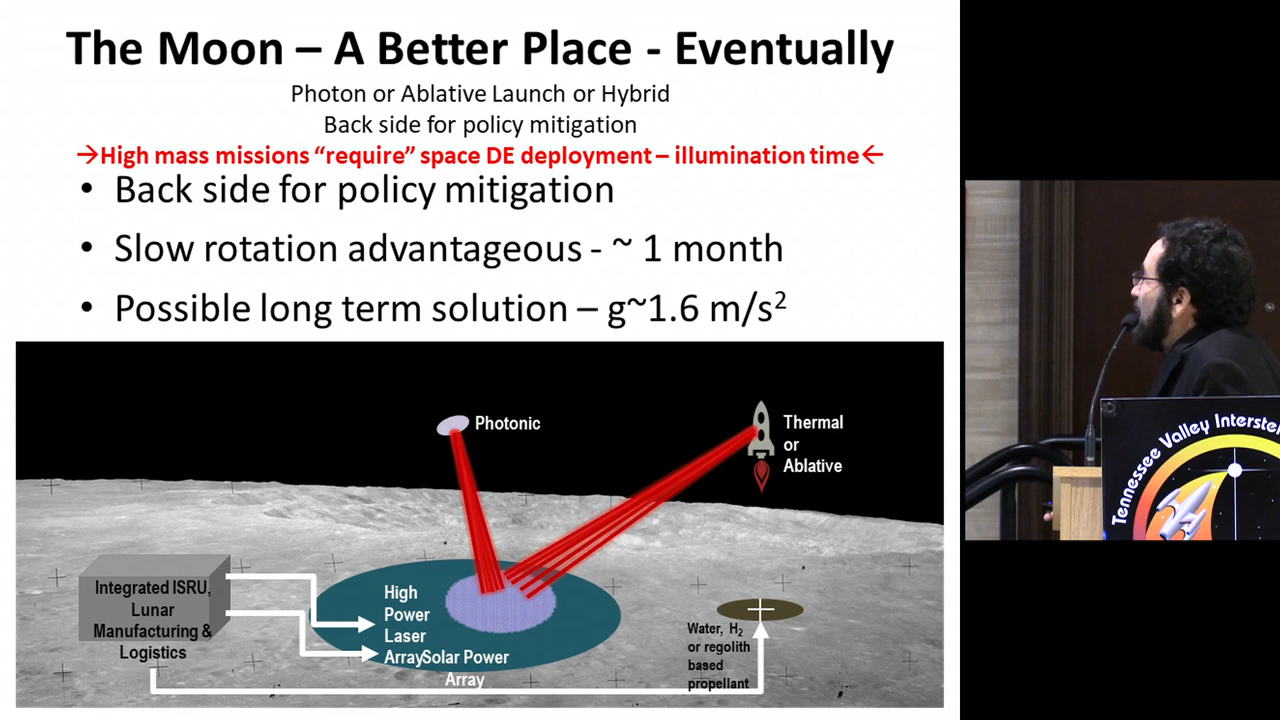 The Moon – A Better Place - Eventually
Photon or Ablative Launch or Hybrid
Back side for policy mitigation
→High mass missions “require” space DE deployment – illumination time←
• Back side for policy mitigation
• Slow rotation advantageous - ~ 1 month
• Possible long term solution – g~1.6 m/s²
Photonic
Thermal
or
Ablative
Integrated ISRU,
Lunar
Manufacturing &
Logistics
High
Power
Laser
Array
Solar Power
Array
Water, H₂
or regolith
based
propellant
Tennessee Valley